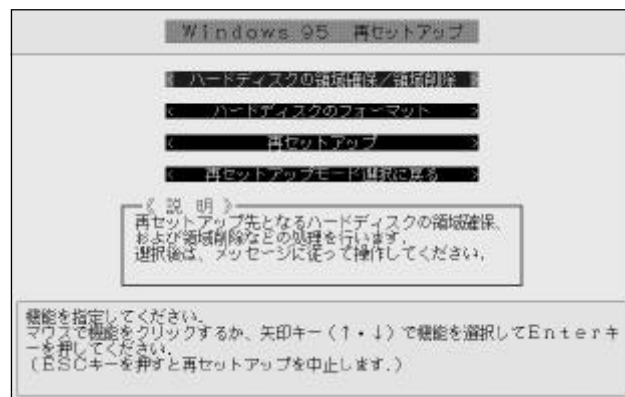 Windows 95 再セットアップ
ハードディスクの領域確保／領域削除
ハードディスクのフォーマット
再セットアップ
再セットアップモード選択に戻る
《 説 明 》
再セットアップ先となるハードディスクの領域確保、
および領域削除などの処理を行います．
選択後は、メッセージに従って操作してください．
機能を指定してください．
マウスで機能をクリックするか、矢印キー（↑・↓）で機能を選択してEnterキ
ーを押してください．
（ESCキーを押すと再セットアップを中止します．）